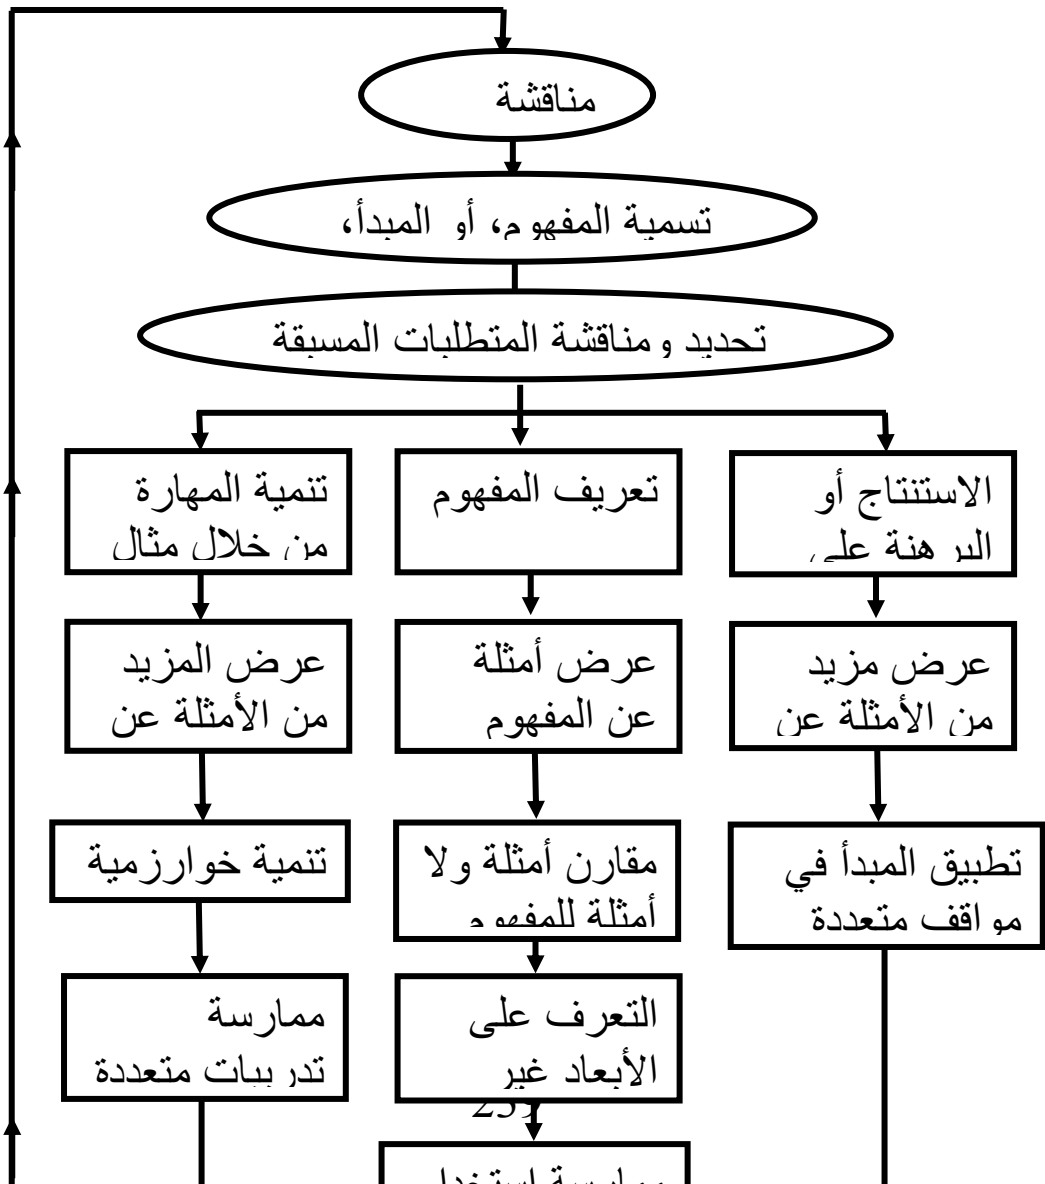 مناقشة
تسمية المفهوم، أو المبدأ،
تحديد ومناقشة المتطلبات المسبقة
الاستنتاج أو
البرهنة على
تعريف المفهوم
تنمية المهارة
من خلال مثال
عرض مزيد
من الأمثلة عن
عرض أمثلة
عن المفهوم
عرض المزيد
من الأمثلة عن
تطبيق المبدأ في
مواقف متعددة
مقارن أمثلة ولا
أمثلة للمفهوم
تنمية خوارزمية
التعرف على
الأبعاد غير
ممارسة
تدريبات متعددة
ممارسة